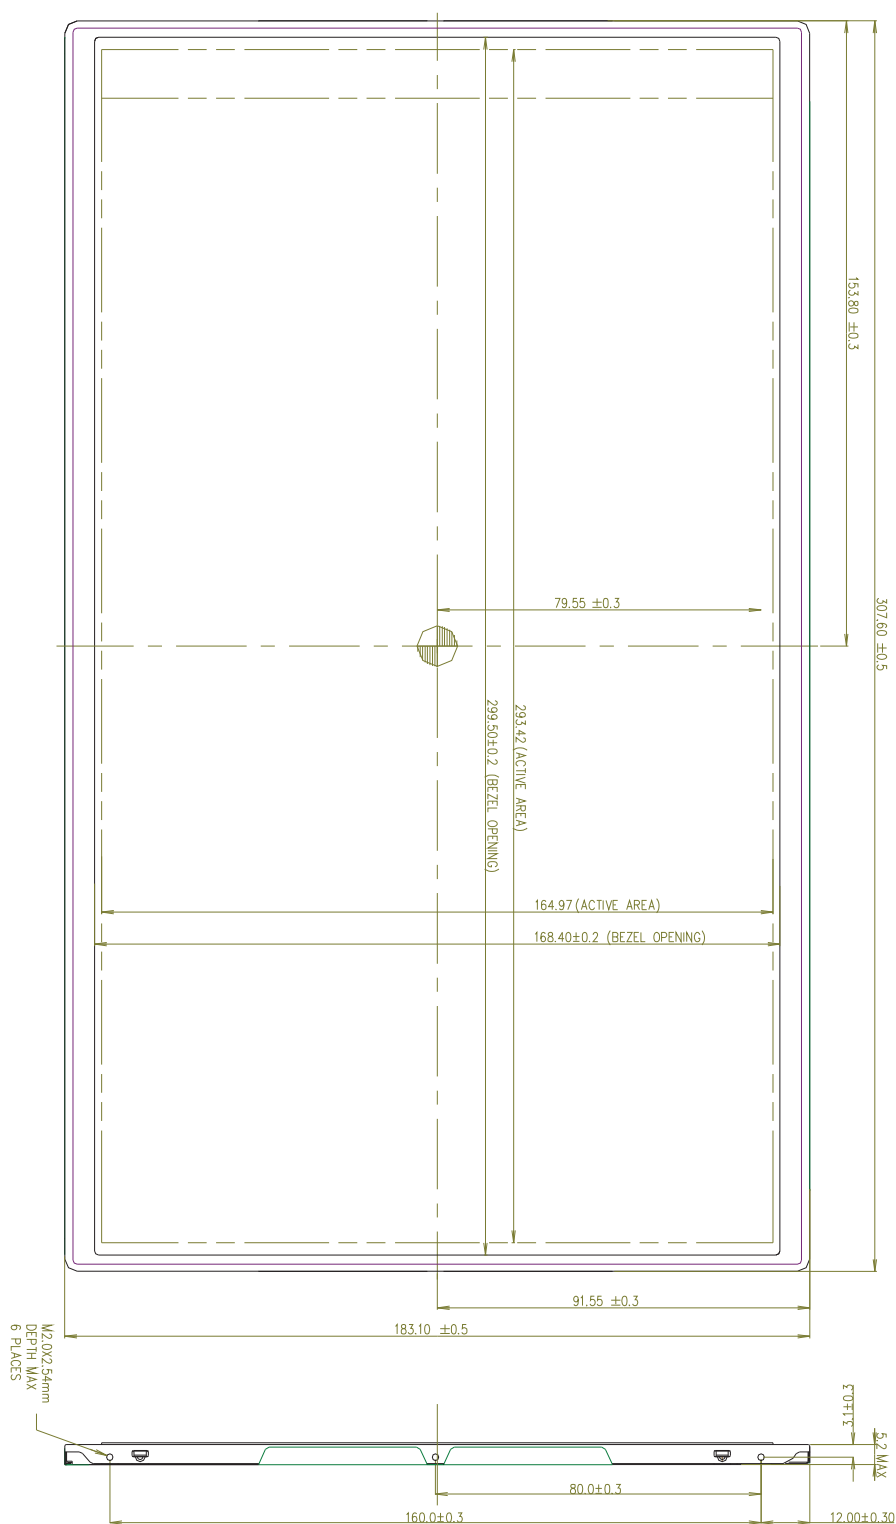 153.80 ±0.3
307.60 ±0.5
79.55 ±0.3
293.42 (ACTIVE AREA)
299.50±0.2 (BEZEL OPENING)
164.97 (ACTIVE AREA)
168.40±0.2 (BEZEL OPENING)
91.55 ±0.3
183.10 ±0.5
M2.0X2.54mm
DEPTH MAX
6 PLACES
3.1±0.3
5.2 MAX
80.0±0.3
160.0±0.3
12.00±0.30